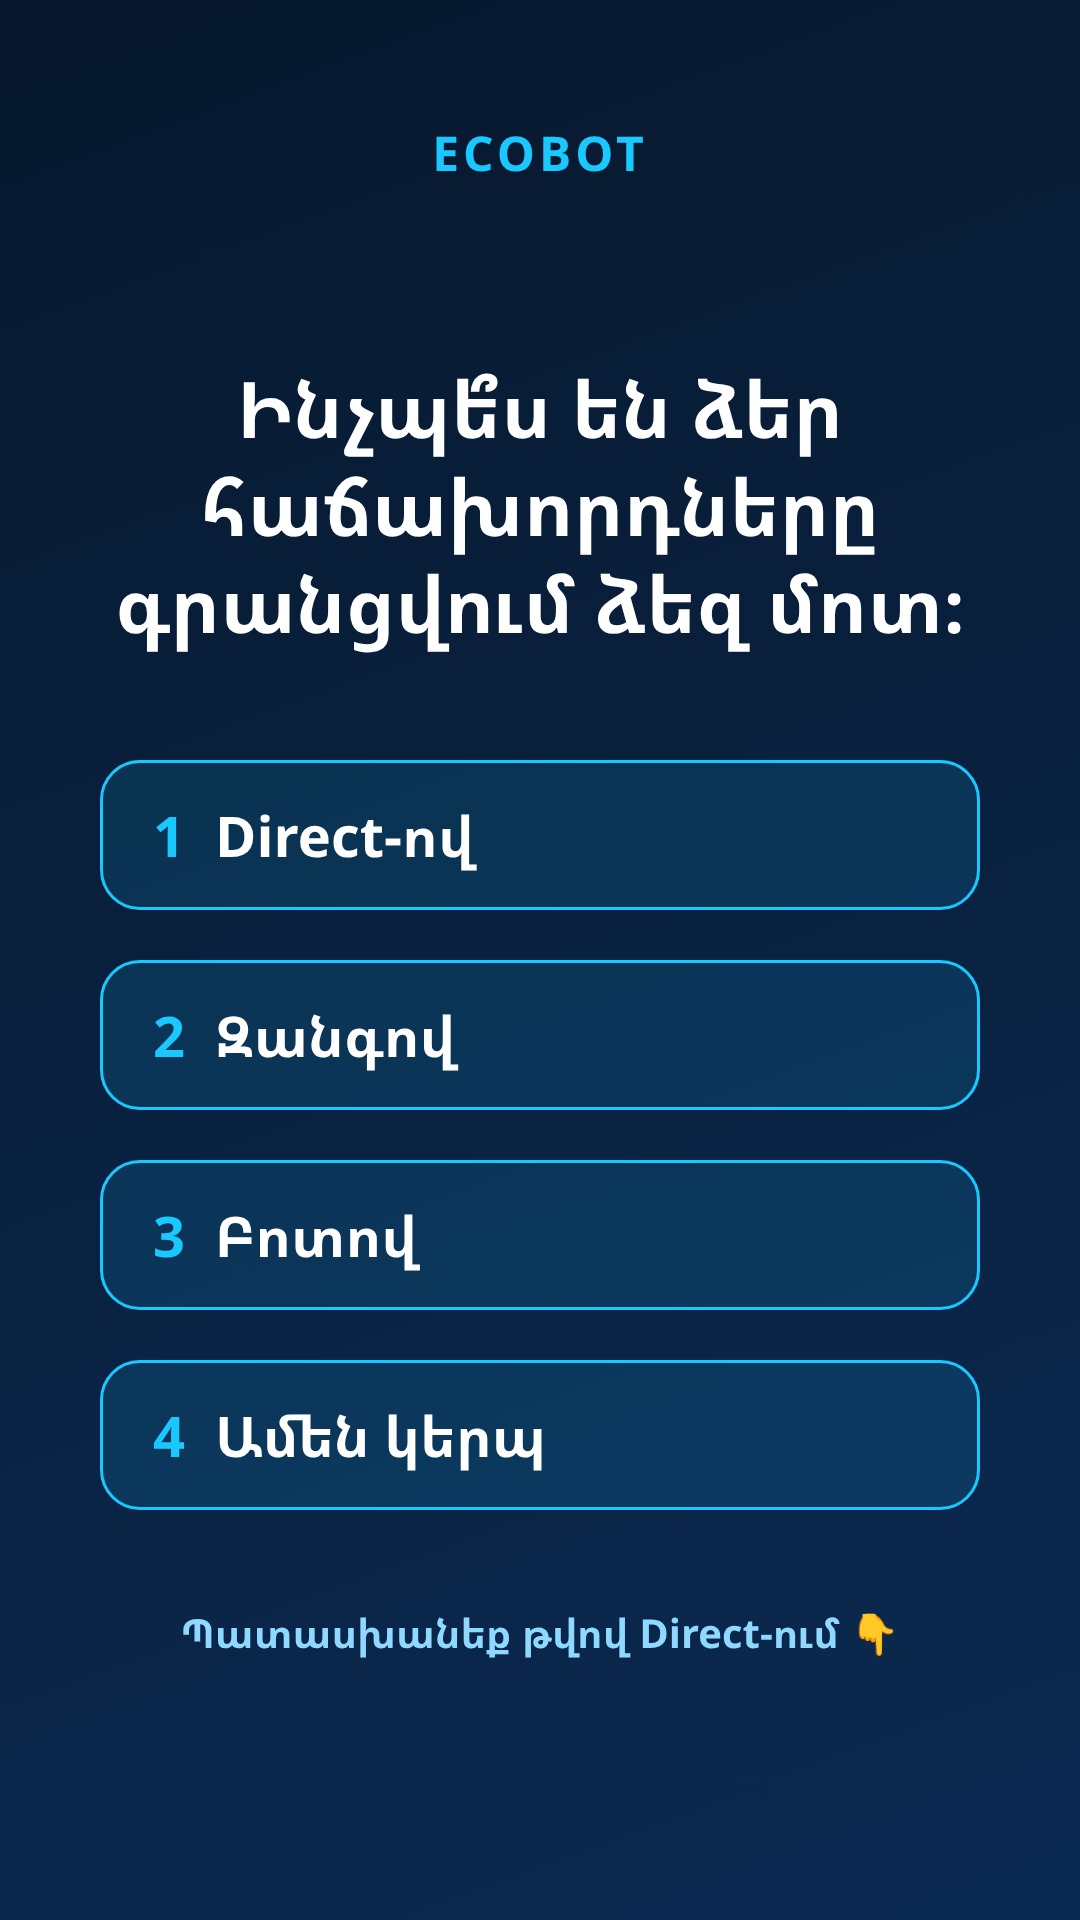 ECOBOT
Ինչպե՞ս են ձեր
հաճախորդները
գրանցվում ձեզ մոտ։
1 Direct-ով
2 Զանգով
3 Բոտով
4 Ամեն կերպ
Պատասխանեք թվով Direct-ում 👇